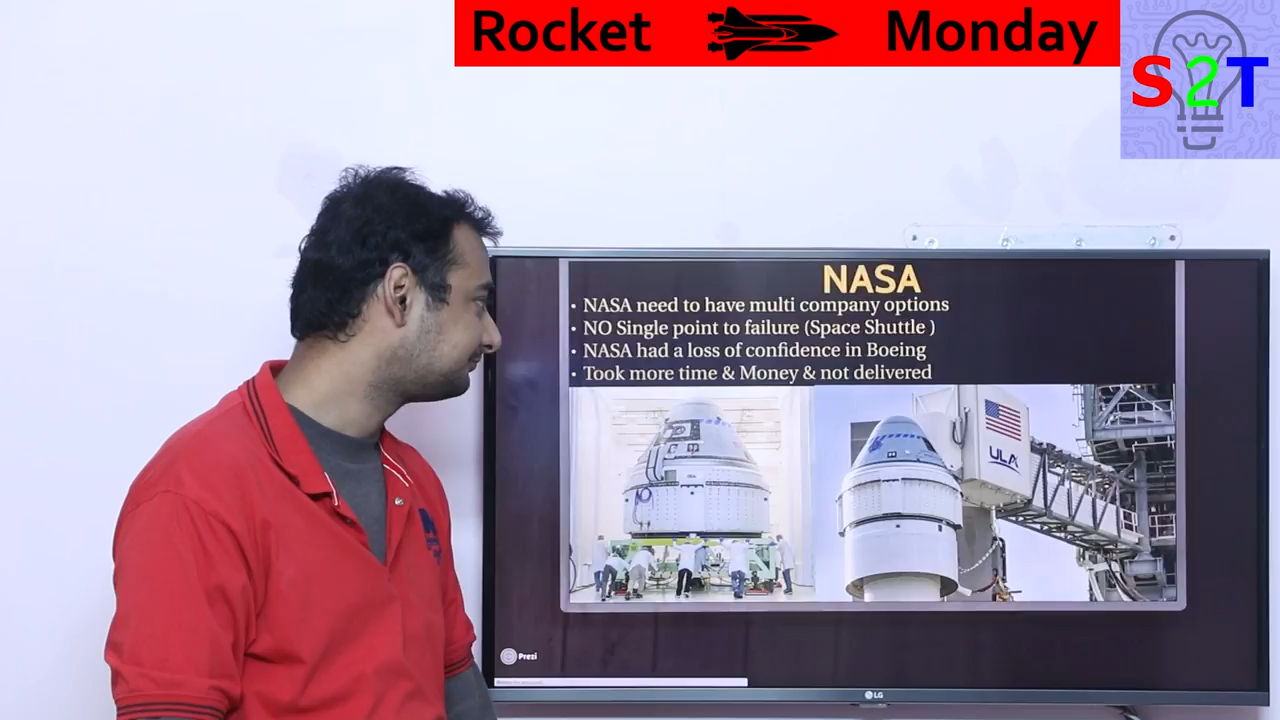 Rocket Monday
S2T
NASA
• NASA need to have multi company options
• NO Single point to failure (Space Shuttle )
• NASA had a loss of confidence in Boeing
• Took more time & Money & not delivered
ULA
Prezi
LG